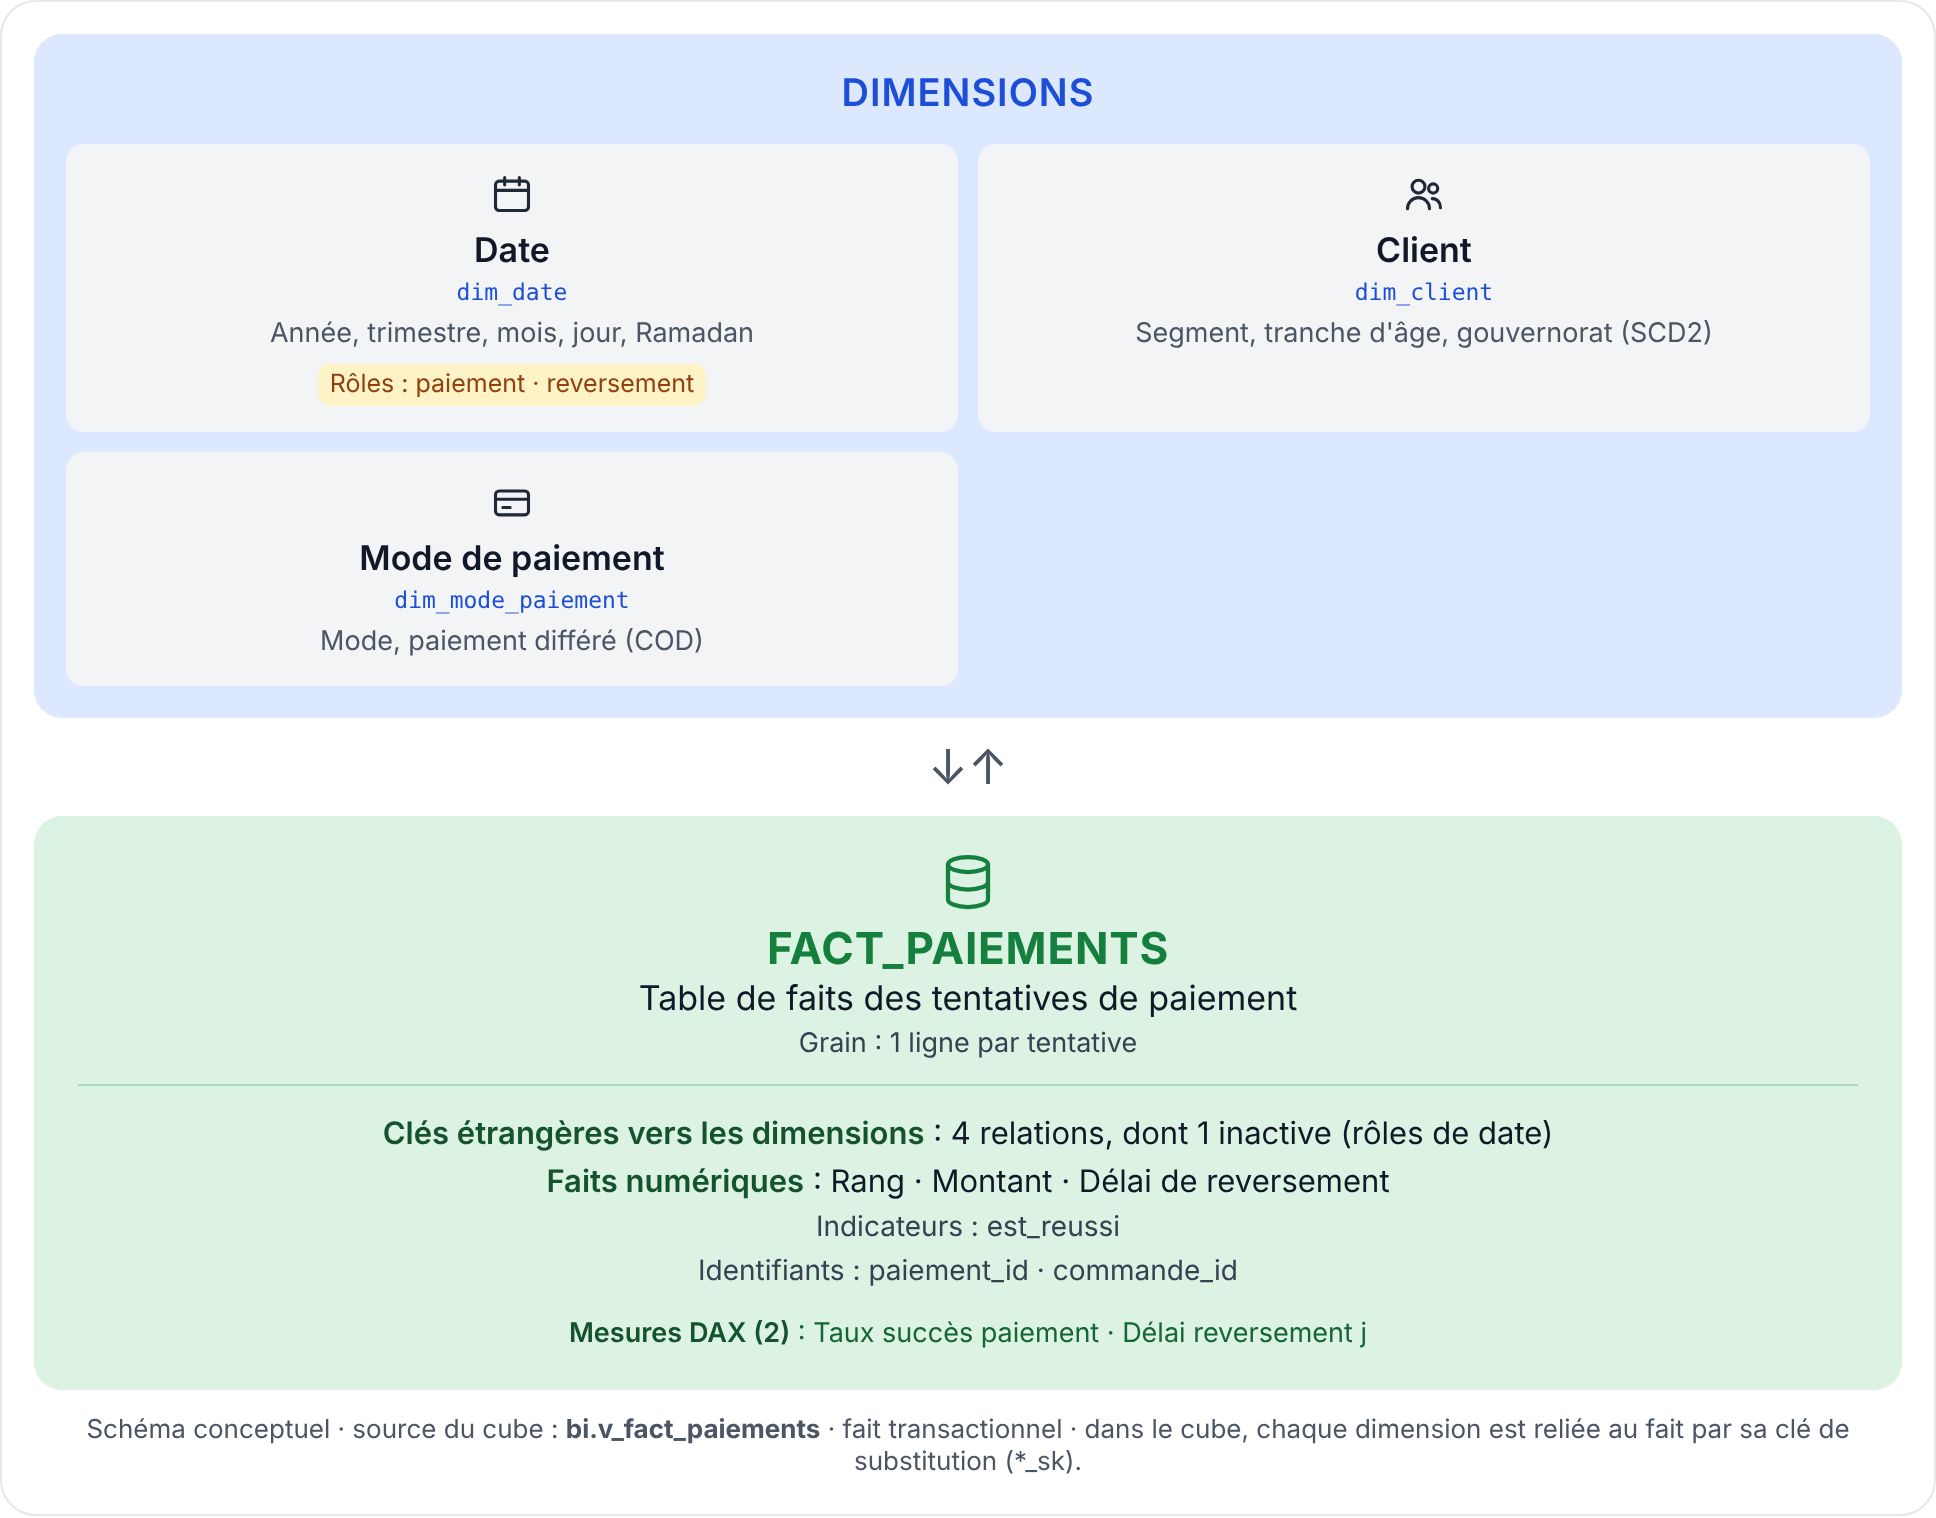 DIMENSIONS
Date
dim_date
Année, trimestre, mois, jour, Ramadan
Rôles : paiement · reversement
Client
dim_client
Segment, tranche d'âge, gouvernorat (SCD2)
Mode de paiement
dim_mode_paiement
Mode, paiement différé (COD)
FACT_PAIEMENTS
Table de faits des tentatives de paiement
Grain : 1 ligne par tentative
Clés étrangères vers les dimensions : 4 relations, dont 1 inactive (rôles de date)
Faits numériques : Rang · Montant · Délai de reversement
Indicateurs : est_reussi
Identifiants : paiement_id · commande_id
Mesures DAX (2) : Taux succès paiement · Délai reversement j
Schéma conceptuel · source du cube : bi.v_fact_paiements · fait transactionnel · dans le cube, chaque dimension est reliée au fait par sa clé de
substitution (*_sk).